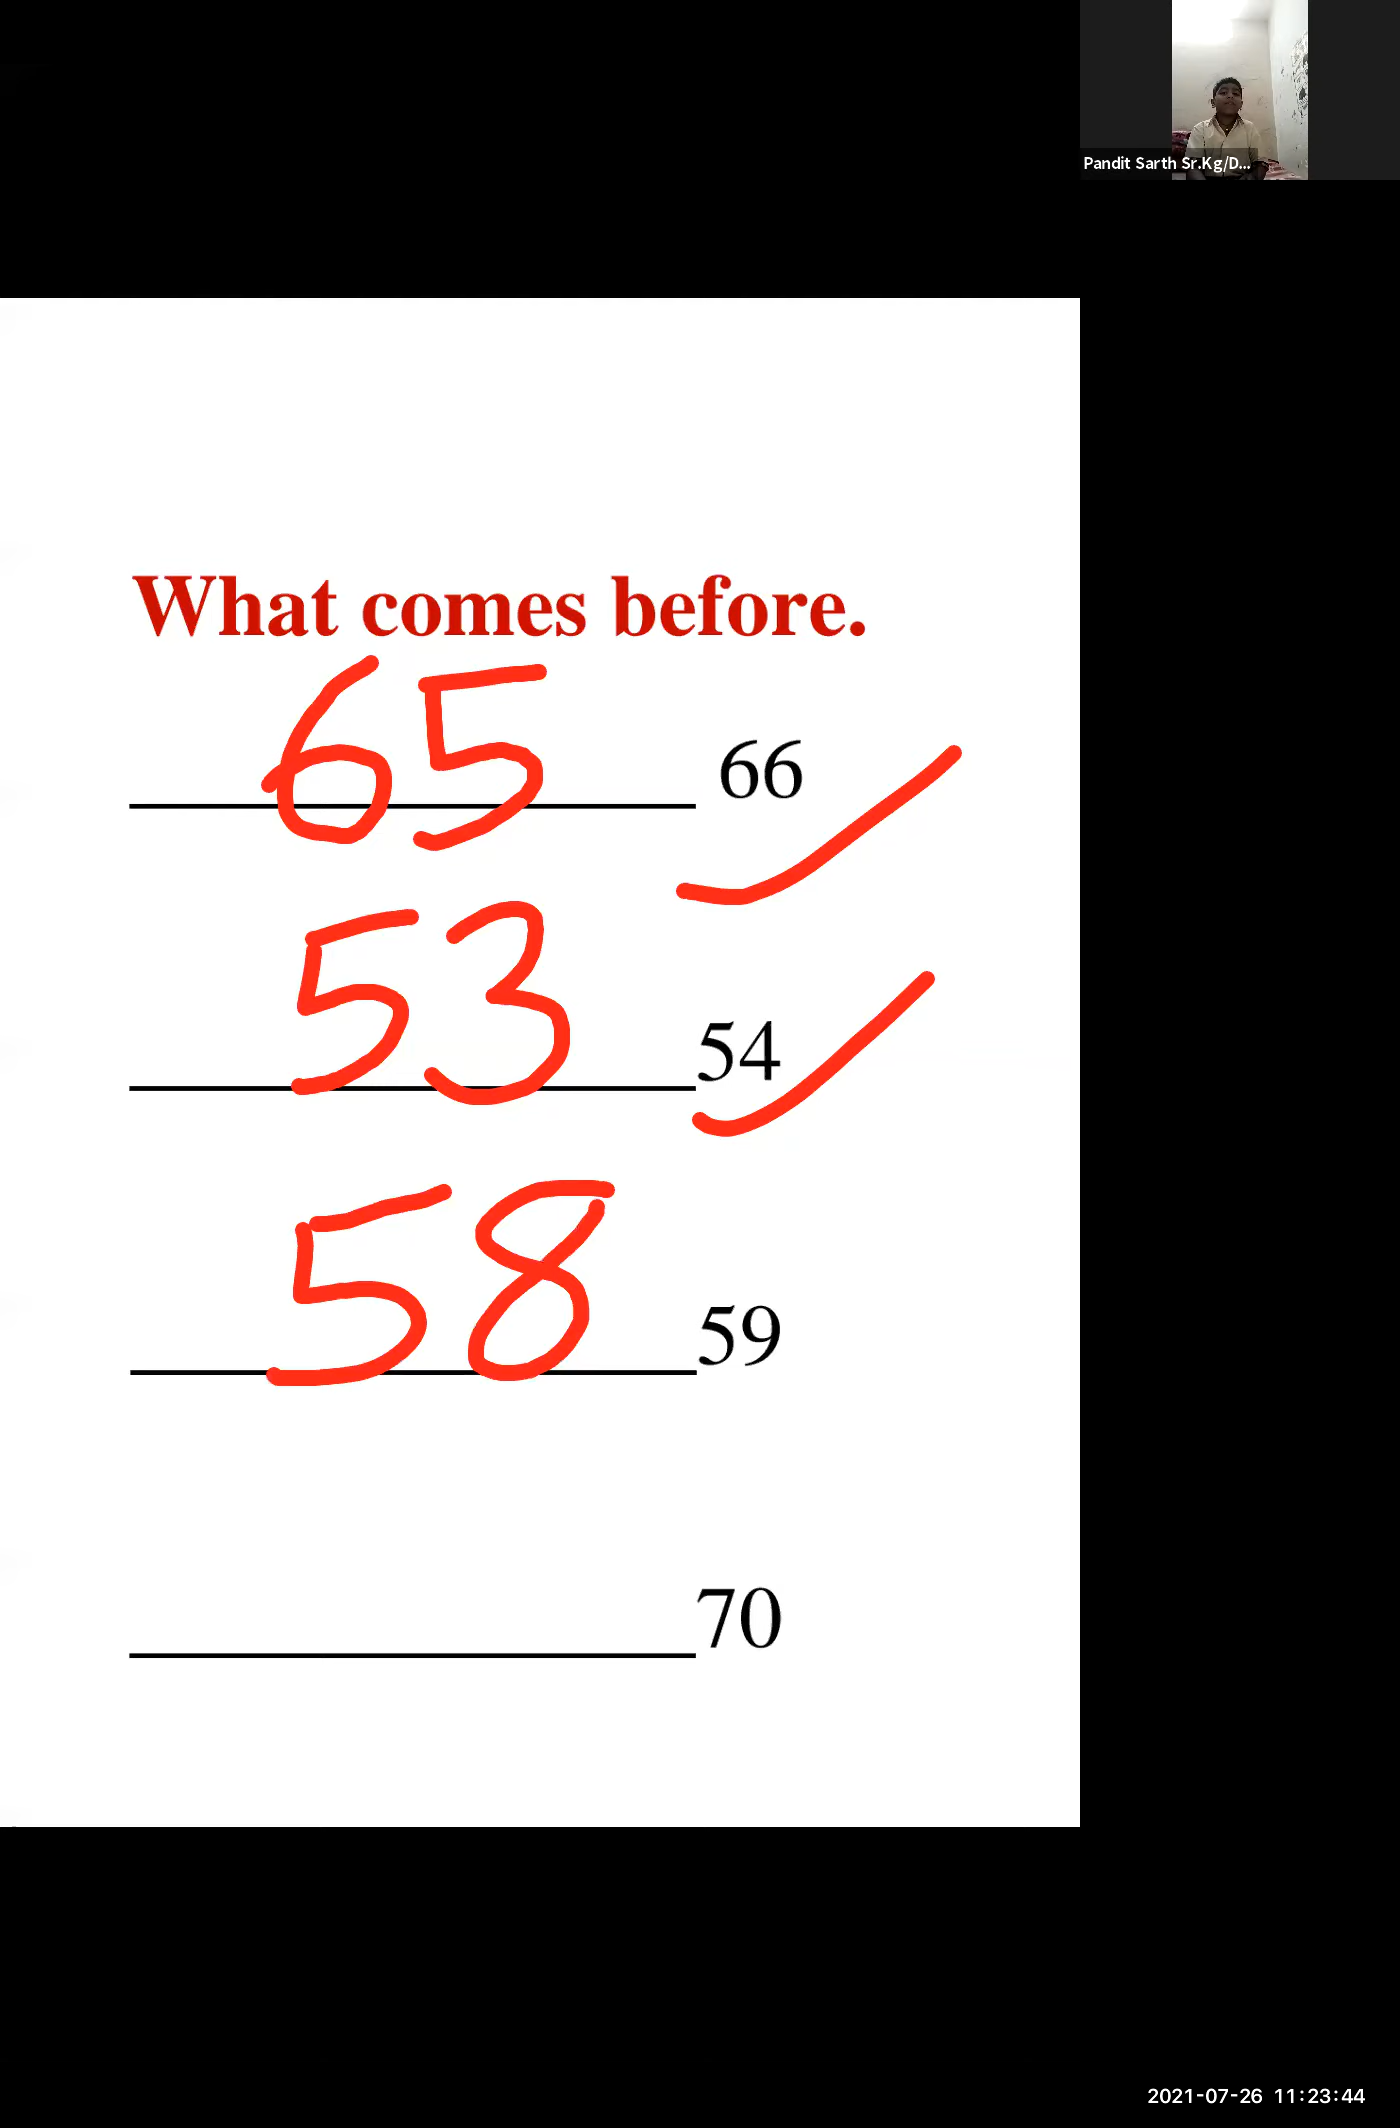 Pandit Sarth Sr.Kg/D...
What comes before.
65 66
53 54
58 59
70
2021-07-26 11:23:44